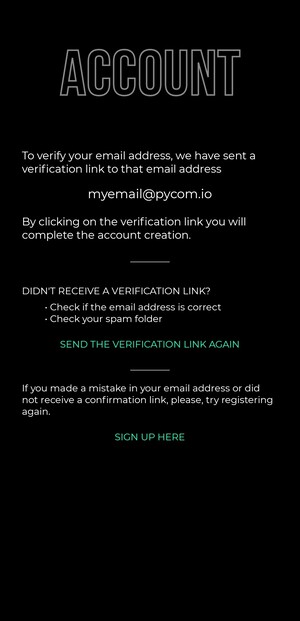 ACCOUNT
To verify your email address, we have sent a
verification link to that email address
myemail@pycom.io
By clicking on the verification link you will
complete the account creation.
DIDN'T RECEIVE A VERIFICATION LINK?
• Check if the email address is correct
• Check your spam folder
SEND THE VERIFICATION LINK AGAIN
If you made a mistake in your email address or did
not receive a confirmation link, please, try registering
again.
SIGN UP HERE